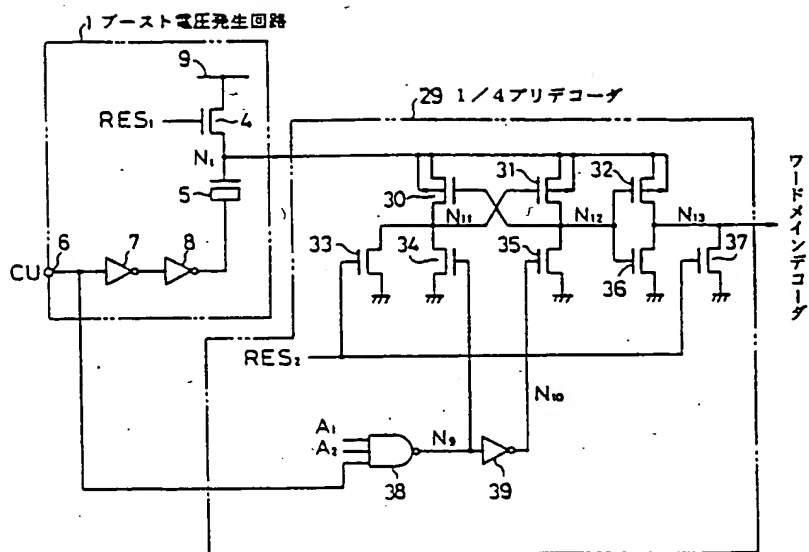 1 ブースト電圧発生回路
9
RES₁
4
N₁
5
6
7
8
CU
29 1/4プリデコーダ
30
31
32
N₁₁
N₁₂
N₁₃
33
34
35
36
37
RES₂
N₁₀
A₁
A₂
N₉
38
39
ワードメインデコーダ